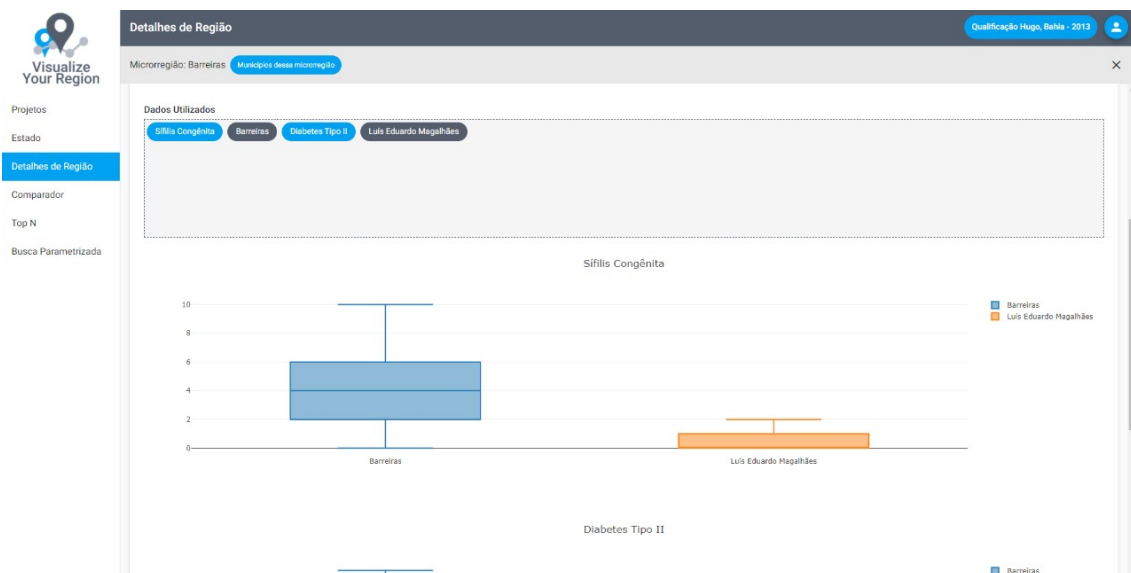 Visualize
Your Region
Projetos
Estado
Detalhes de Região
Comparador
Top N
Busca Parametrizada
Detalhes de Região
Qualificação Hugo, Bahia - 2013
Microrregião: Barreiras
Municípios dessa microrregião
Dados Utilizados
Sífilis Congênita
Barreiras
Diabetes Tipo II
Luís Eduardo Magalhães
Sífilis Congênita
10
8
6
4
2
0
Barreiras
Luís Eduardo Magalhães
Barreiras
Luís Eduardo Magalhães
Diabetes Tipo II
Barreiras